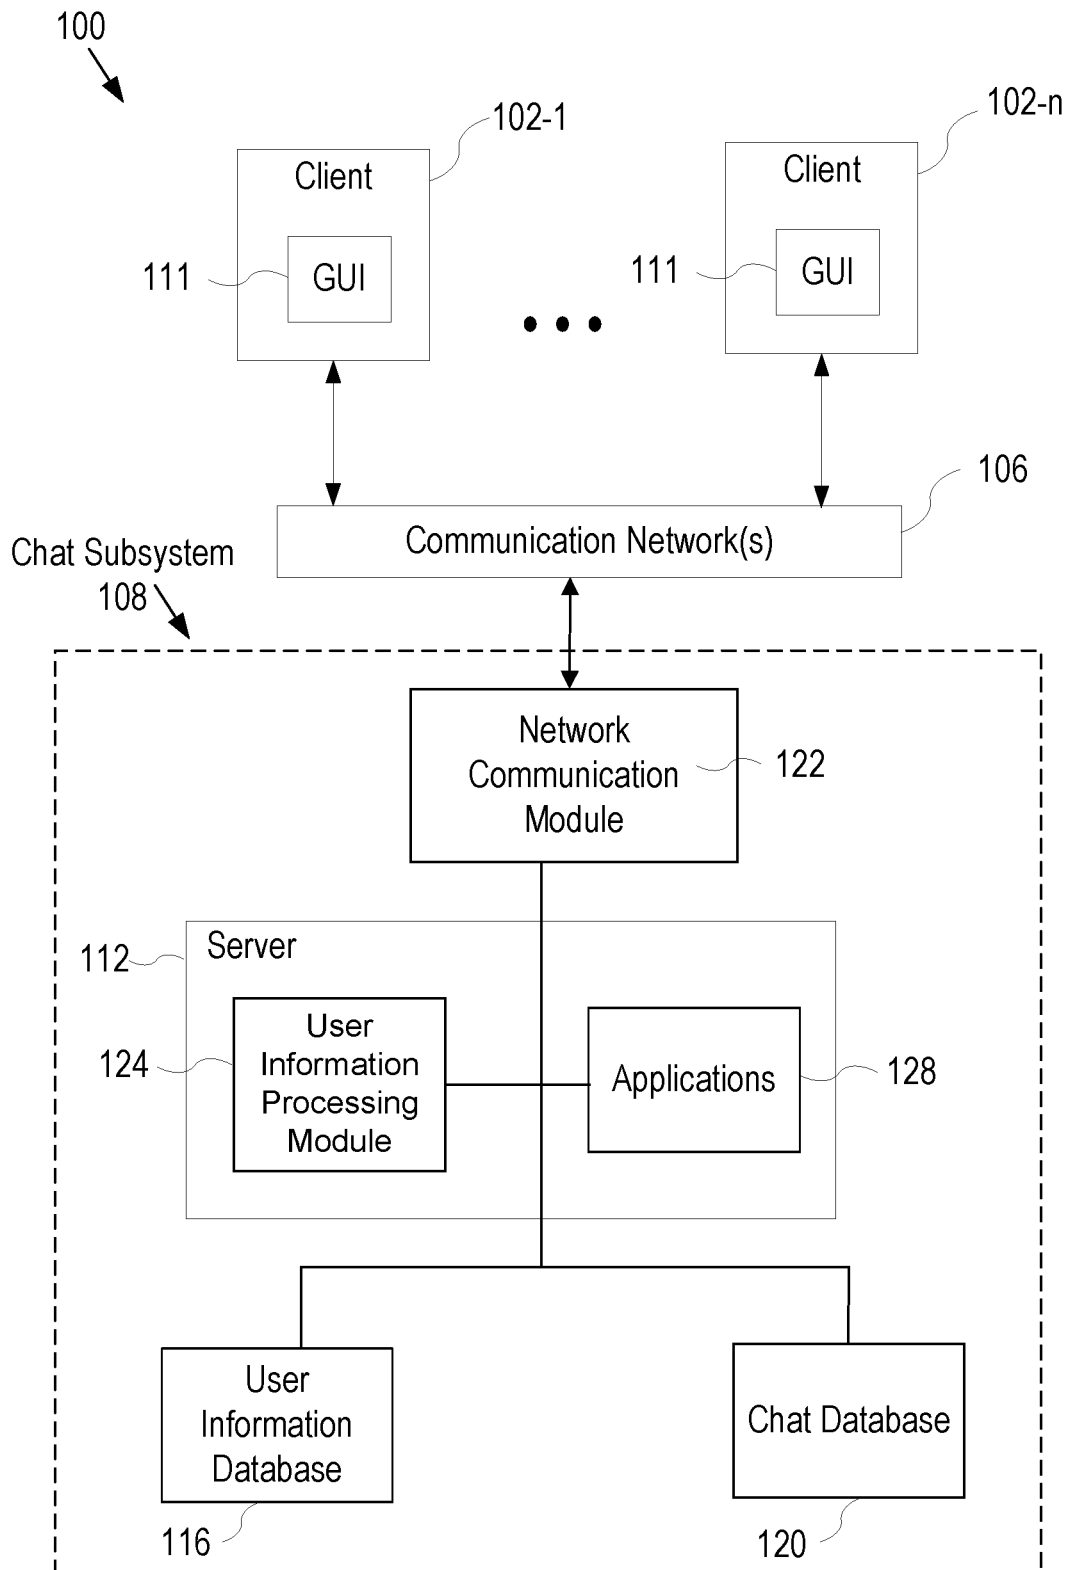 100
102-1
102-n
Client
Client
111
GUI
111
GUI
106
Communication Network(s)
Chat Subsystem
108
Network
Communication
Module
122
112
Server
124
User
Information
Processing
Module
Applications
128
User
Information
Database
Chat Database
116
120